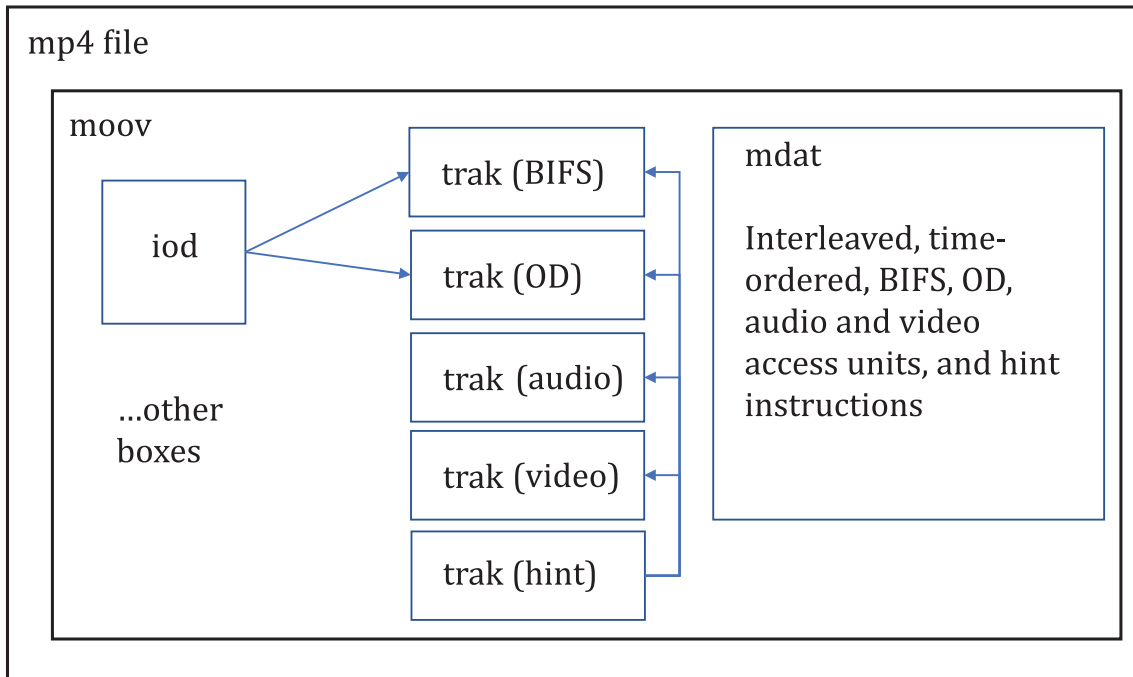 mp4 file
moov
iod
…other
boxes
trak (BIFS)
trak (OD)
trak (audio)
trak (video)
trak (hint)
mdat
Interleaved, time-
ordered, BIFS, OD,
audio and video
access units, and hint
instructions